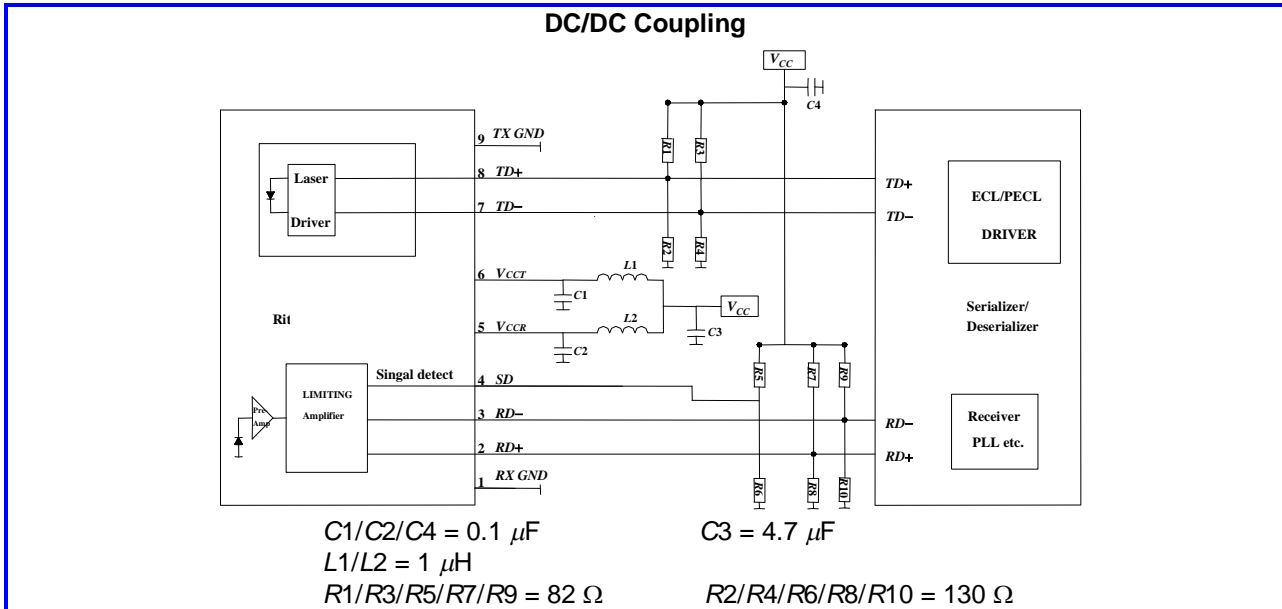 DC/DC Coupling
VCC
C4
9 TX GND
R1
R3
Laser
Driver
8 TD+
TD+
ECL/PECL
DRIVER
7 TD−
TD−
R2
R4
6 VCCT
L1
C1
VCC
Rit
5 VCCR
L2
C3
C2
Serializer/
Deserializer
Singal detect
4 SD
R5
R7
R9
LIMITING
Amplifier
Pre-
Amp
3 RD−
RD−
Receiver
PLL etc.
2 RD+
RD+
1 RX GND
R6
R8
R10
C1/C2/C4 = 0.1 μF
C3 = 4.7 μF
L1/L2 = 1 μH
R1/R3/R5/R7/R9 = 82 Ω
R2/R4/R6/R8/R10 = 130 Ω